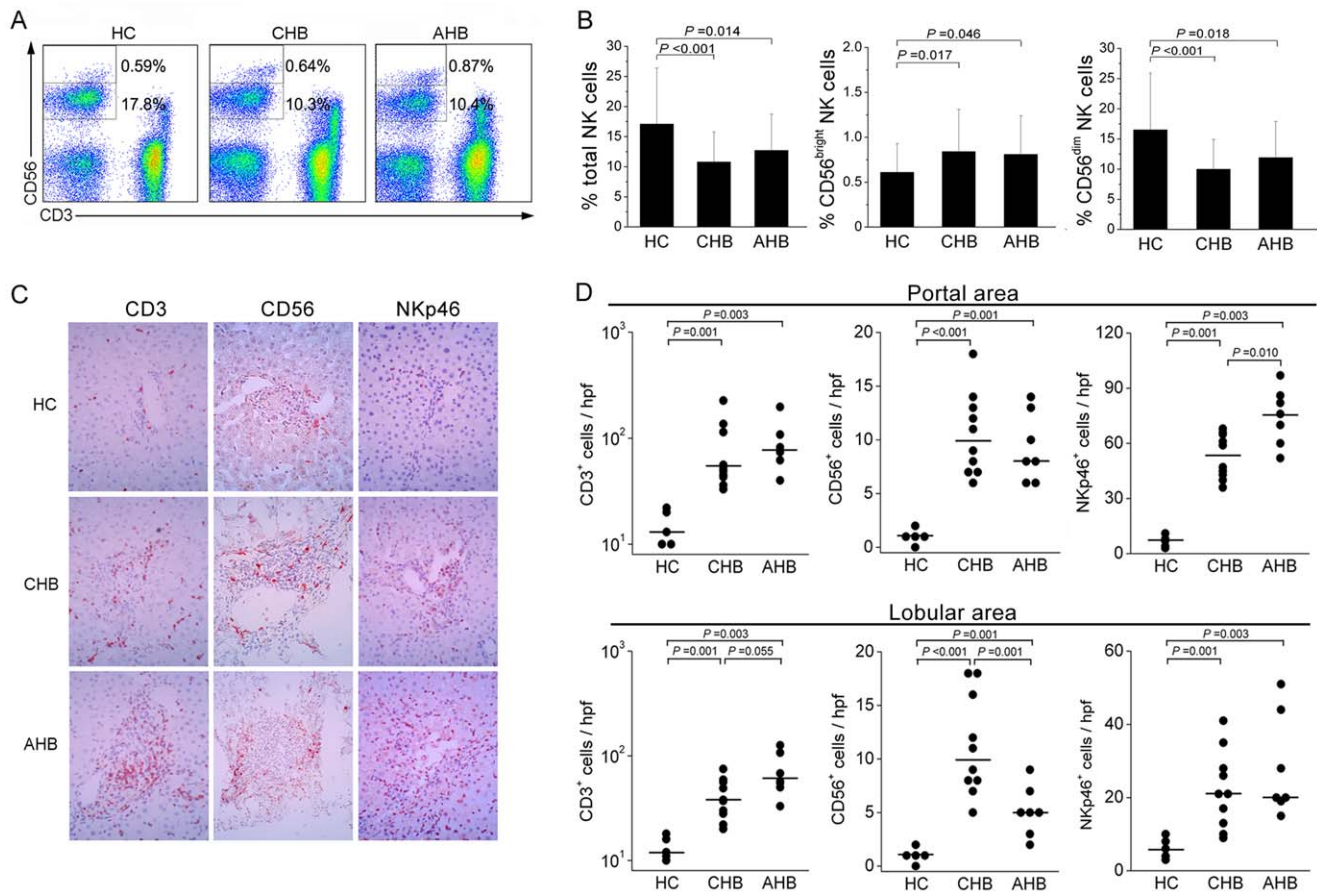 A
HC CHB AHB
0.59% 0.64% 0.87%
17.8% 10.3% 10.4%
CD56
CD3
B
P =0.014
P <0.001
30
25
20
15
10
5
0
% total NK cells
HC CHB AHB
P =0.046
P =0.017
2.0
1.5
1.0
0.5
0.0
% CD56bright NK cells
HC CHB AHB
P =0.018
P <0.001
30
25
20
15
10
5
0
% CD56dim NK cells
HC CHB AHB
C
CD3 CD56 NKp46
HC
CHB
AHB
D
Portal area
P =0.003
P =0.001
10³
10²
10¹
CD3⁺ cells / hpf
HC CHB AHB
P =0.001
P <0.001
20
15
10
5
0
CD56⁺ cells / hpf
HC CHB AHB
P =0.003
P =0.001
P =0.010
120
90
60
30
0
NKp46⁺ cells / hpf
HC CHB AHB
Lobular area
P =0.003
P =0.001 P =0.055
10³
10²
10¹
CD3⁺ cells / hpf
HC CHB AHB
P =0.001
P <0.001 P =0.001
20
15
10
5
0
CD56⁺ cells / hpf
HC CHB AHB
P =0.003
P =0.001
60
40
20
0
NKp46⁺ cells / hpf
HC CHB AHB